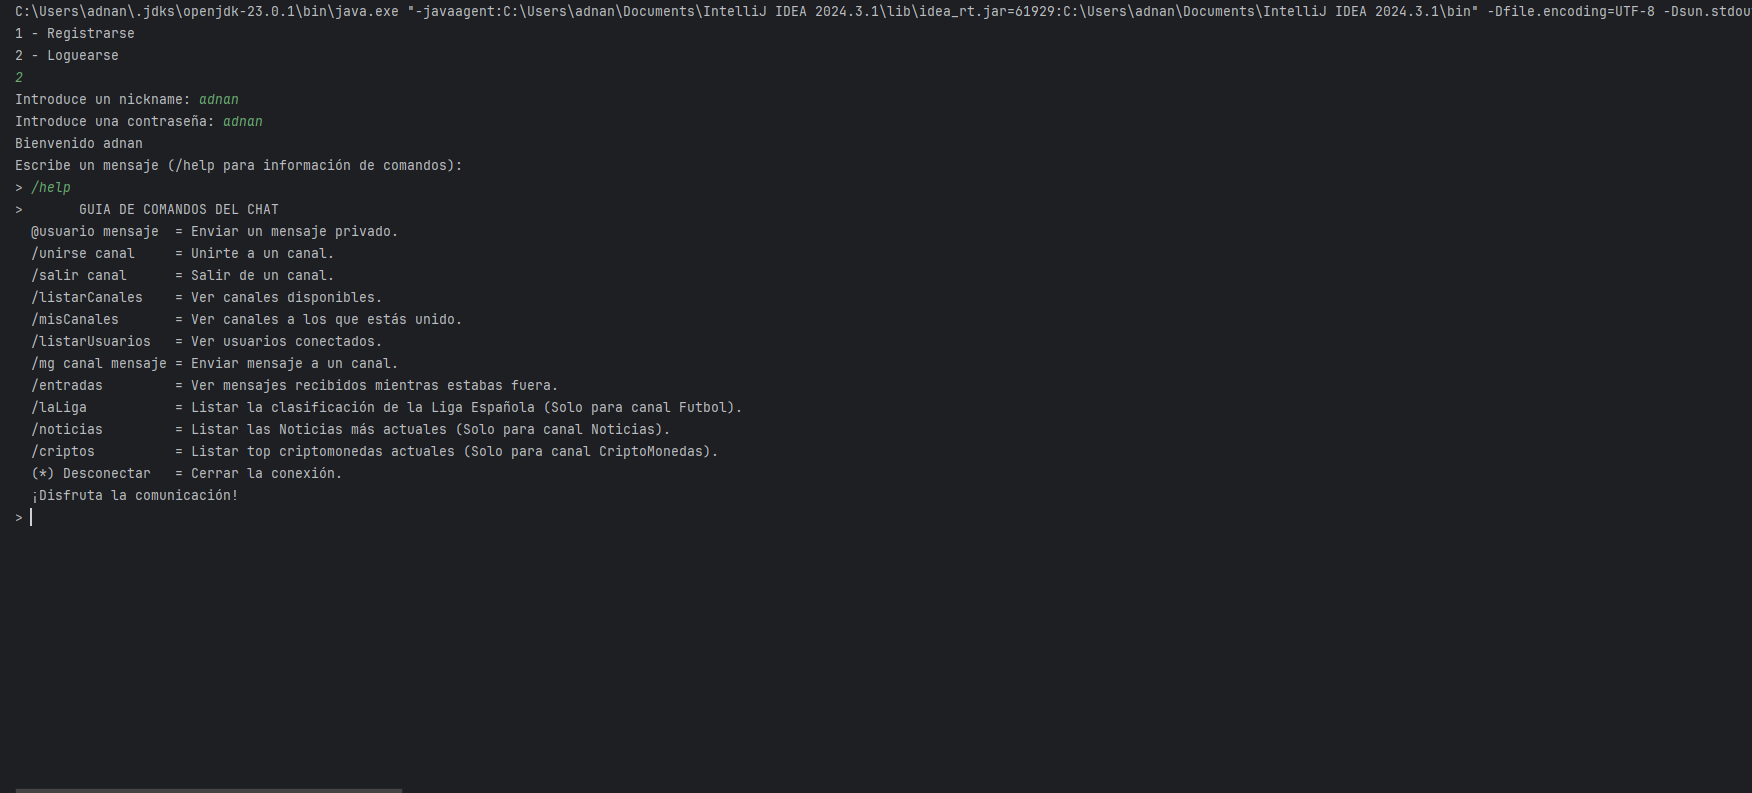 C:\Users\adnan\.jdks\openjdk-23.0.1\bin\java.exe "-javaagent:C:\Users\adnan\Documents\IntelliJ IDEA 2024.3.1\lib\idea_rt.jar=61929:C:\Users\adnan\Documents\IntelliJ IDEA 2024.3.1\bin" -Dfile.encoding=UTF-8 -Dsun.stdou
1 - Registrarse
2 - Loguearse
2
Introduce un nickname: adnan
Introduce una contraseña: adnan
Bienvenido adnan
Escribe un mensaje (/help para información de comandos):
> /help
>       GUIA DE COMANDOS DEL CHAT
  @usuario mensaje  = Enviar un mensaje privado.
  /unirse canal     = Unirte a un canal.
  /salir canal      = Salir de un canal.
  /listarCanales    = Ver canales disponibles.
  /misCanales       = Ver canales a los que estás unido.
  /listarUsuarios   = Ver usuarios conectados.
  /mg canal mensaje = Enviar mensaje a un canal.
  /entradas         = Ver mensajes recibidos mientras estabas fuera.
  /laLiga           = Listar la clasificación de la Liga Española (Solo para canal Futbol).
  /noticias         = Listar las Noticias más actuales (Solo para canal Noticias).
  /criptos          = Listar top criptomonedas actuales (Solo para canal CriptoMonedas).
  (*) Desconectar   = Cerrar la conexión.
  ¡Disfruta la comunicación!
>